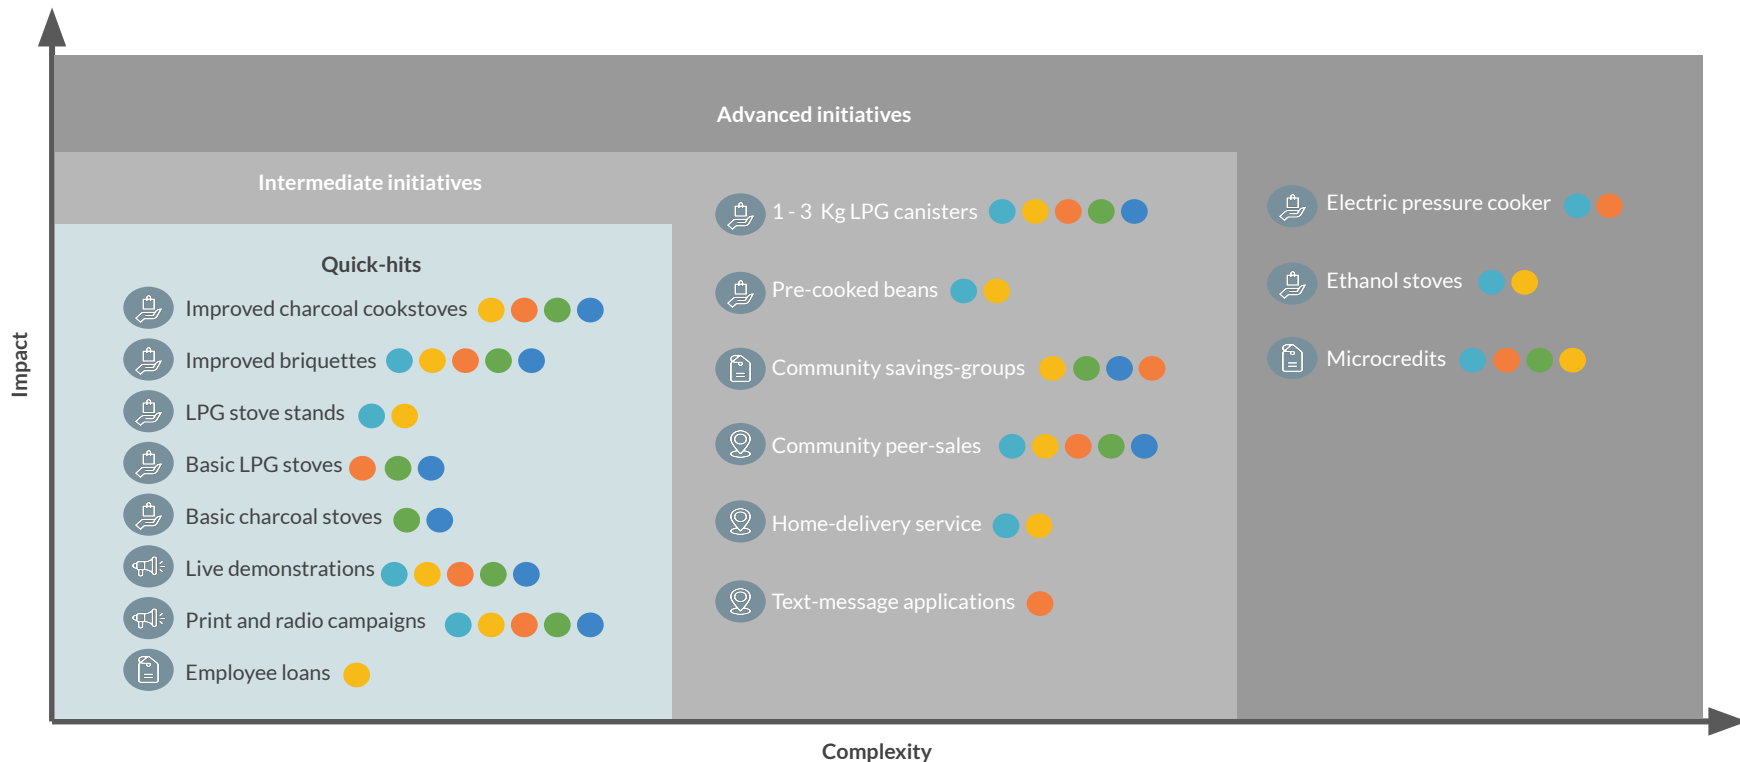 Advanced initiatives
Intermediate initiatives
Quick-hits
Improved charcoal cookstoves
Improved briquettes
LPG stove stands
Basic LPG stoves
Basic charcoal stoves
Live demonstrations
Print and radio campaigns
Employee loans
1 - 3 Kg LPG canisters
Pre-cooked beans
Community savings-groups
Community peer-sales
Home-delivery service
Text-message applications
Electric pressure cooker
Ethanol stoves
Microcredits
Impact
Complexity